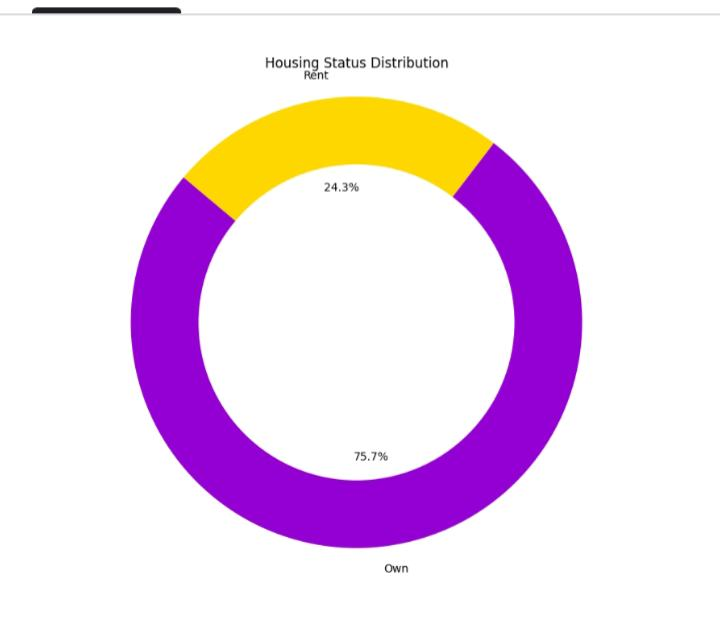 Housing Status Distribution
Rent
24.3%
75.7%
Own